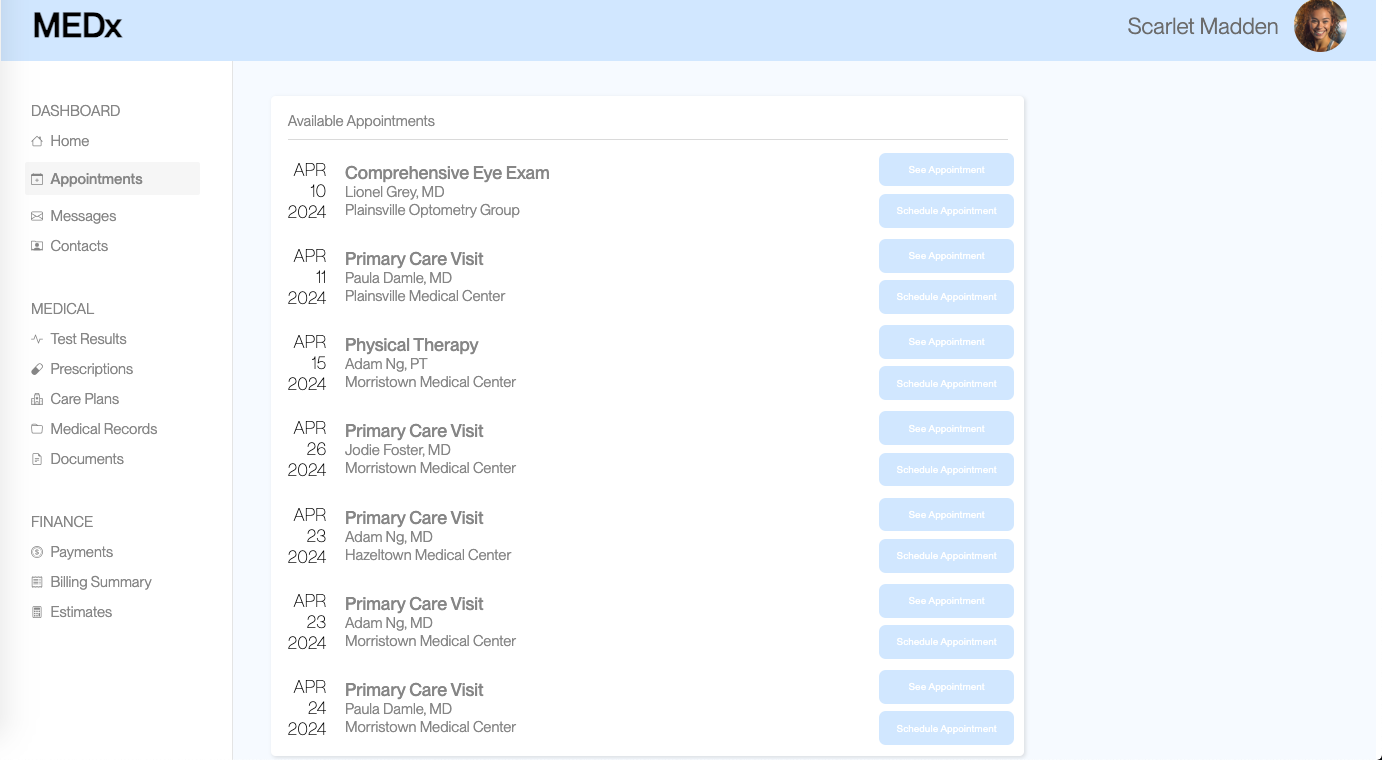 MEDx
Scarlet Madden
DASHBOARD
Home
Appointments
Messages
Contacts
MEDICAL
Test Results
Prescriptions
Care Plans
Medical Records
Documents
FINANCE
Payments
Billing Summary
Estimates
Available Appointments
APR
10
2024
Comprehensive Eye Exam
Lionel Grey, MD
Plainsville Optometry Group
See Appointment
Schedule Appointment
APR
11
2024
Primary Care Visit
Paula Damle, MD
Plainsville Medical Center
See Appointment
Schedule Appointment
APR
15
2024
Physical Therapy
Adam Ng, PT
Morristown Medical Center
See Appointment
Schedule Appointment
APR
26
2024
Primary Care Visit
Jodie Foster, MD
Morristown Medical Center
See Appointment
Schedule Appointment
APR
23
2024
Primary Care Visit
Adam Ng, MD
Hazeltown Medical Center
See Appointment
Schedule Appointment
APR
23
2024
Primary Care Visit
Adam Ng, MD
Morristown Medical Center
See Appointment
Schedule Appointment
APR
24
2024
Primary Care Visit
Paula Damle, MD
Morristown Medical Center
See Appointment
Schedule Appointment